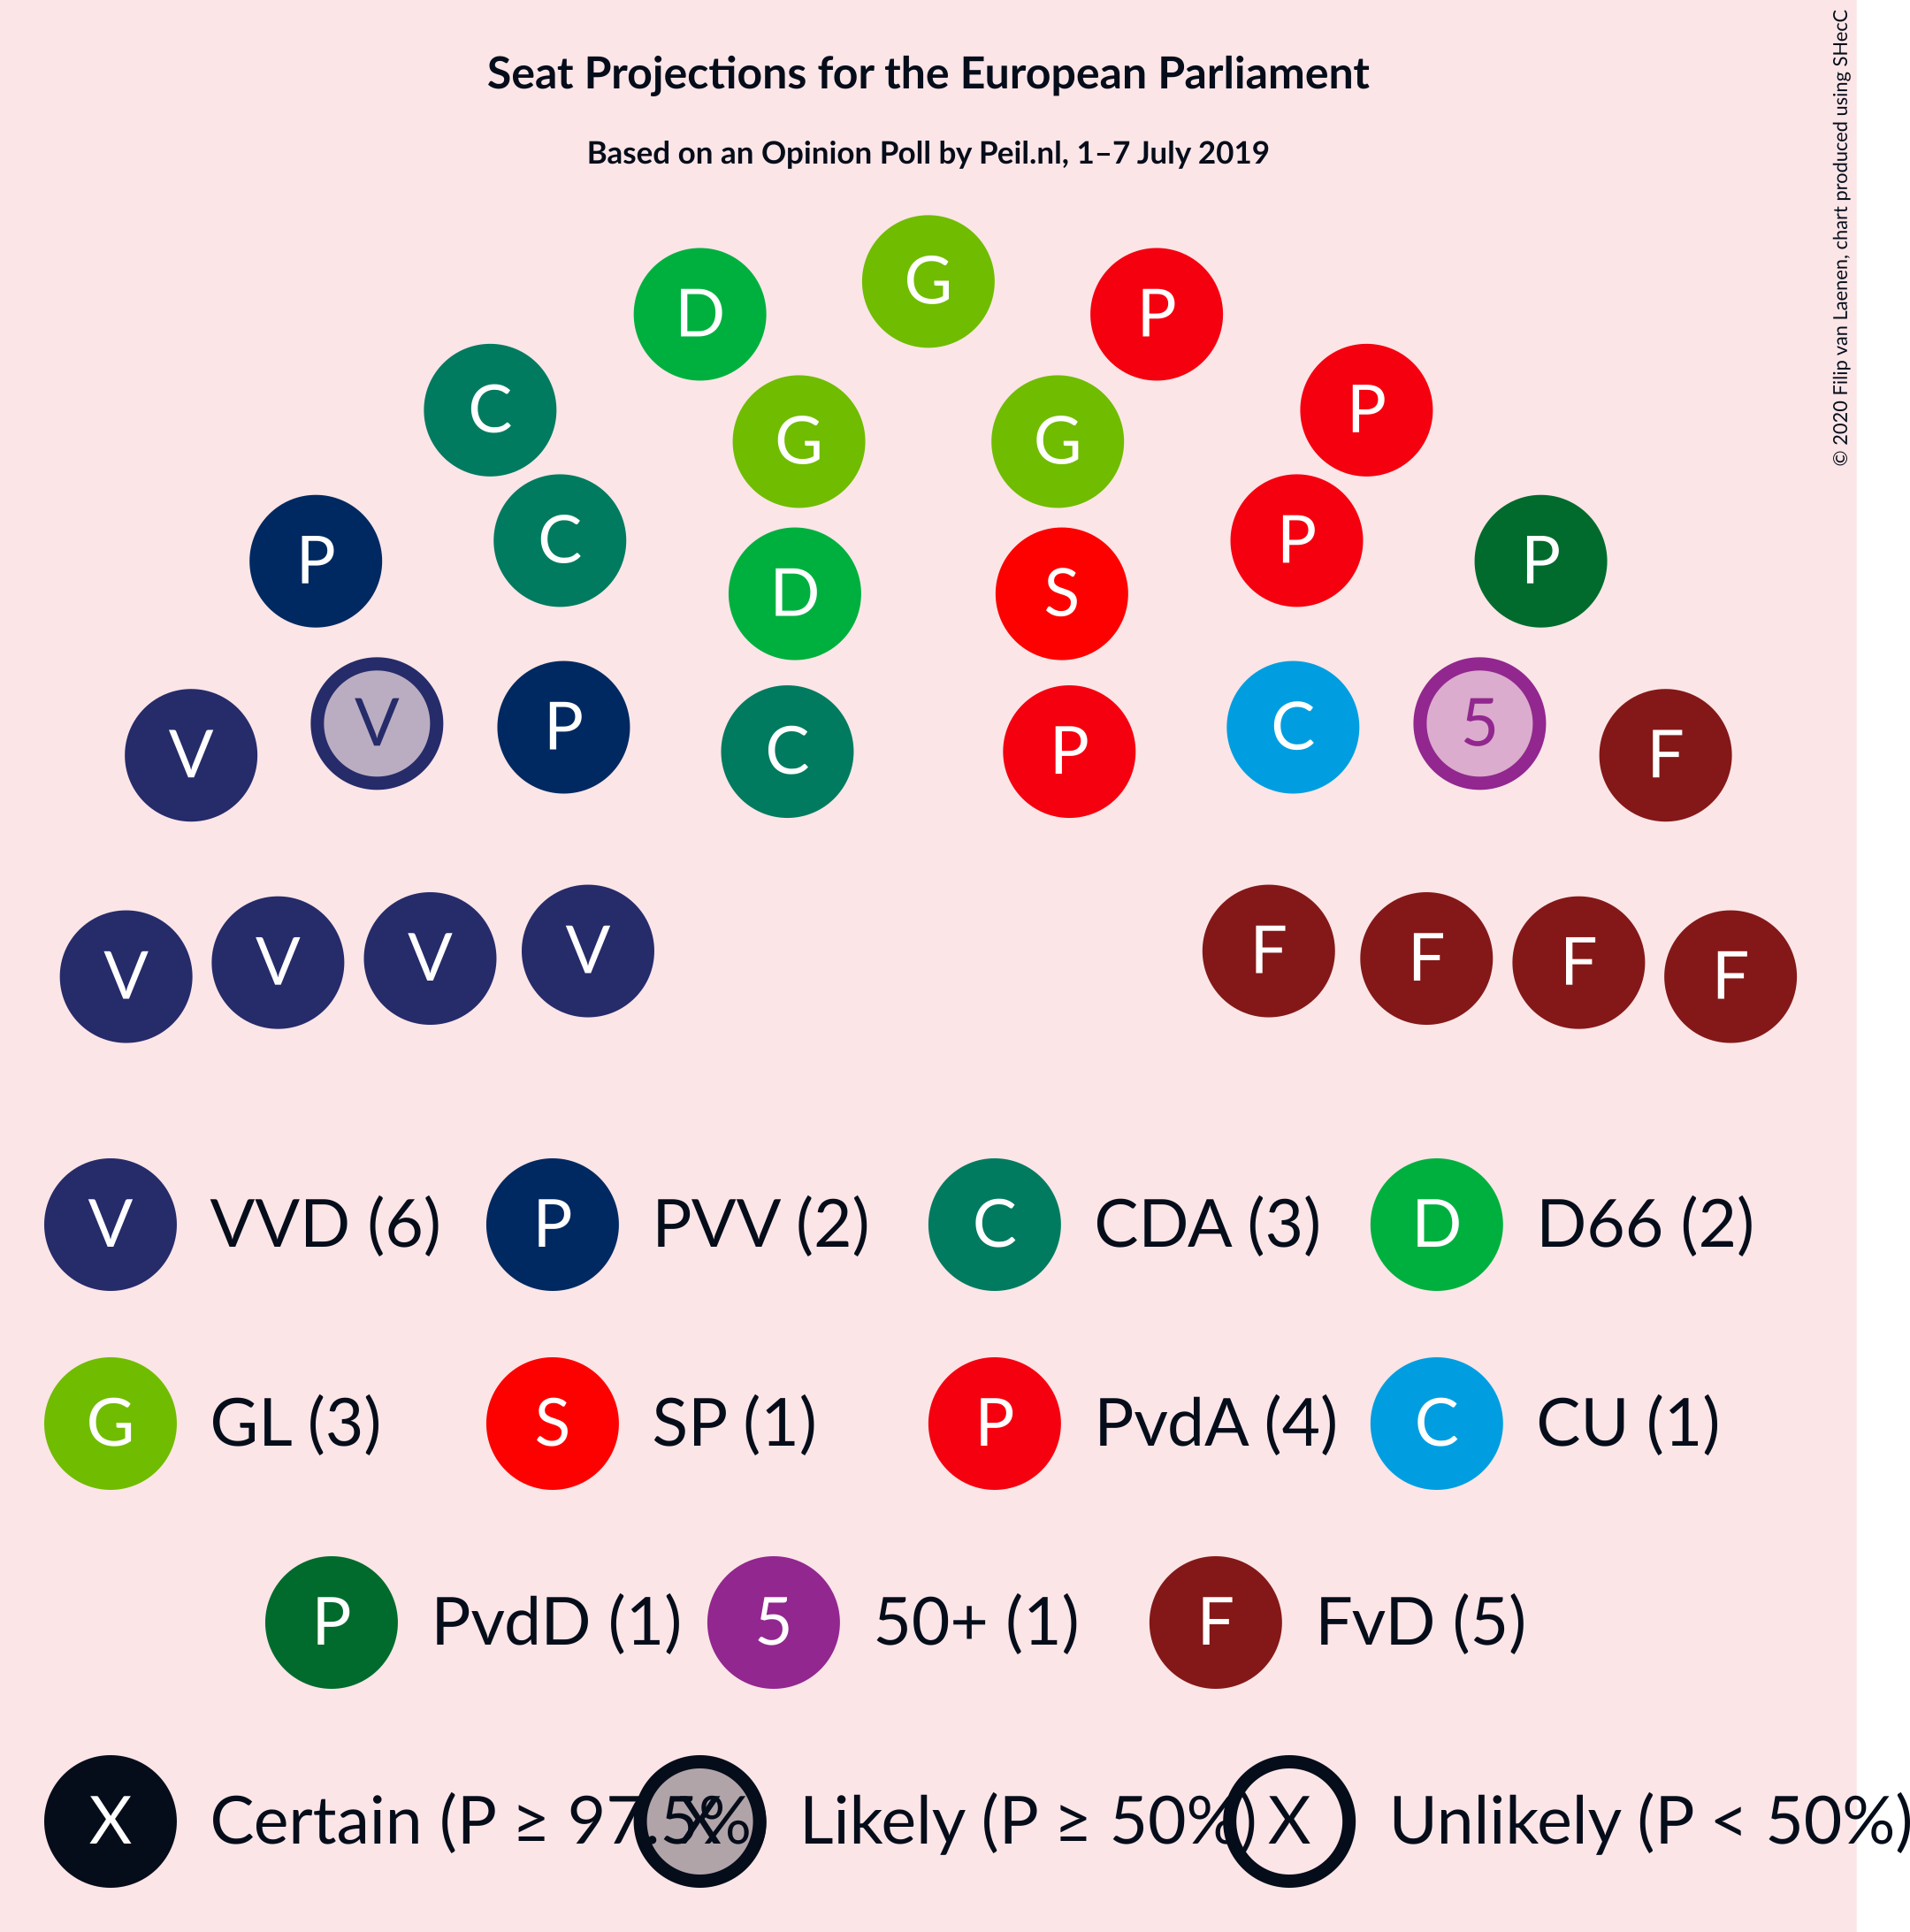 Seat Projections for the European Parliament
Based on an Opinion Poll by Peil.nl, 1–7 July 2019
© 2020 Filip van Laenen, chart produced using SHecC
G
D P
C P
G G
C P
P P
D S
V 5
P C
V F
C P
V F
V F
V F
V F
V VVD (6) P PVV (2) C CDA (3) D D66 (2)
G GL (3) S SP (1) P PvdA (4) C CU (1)
P PvdD (1) 5 50+ (1) F FvD (5)
X Certain (P ≥ 97.5% X Likely (P ≥ 50%) X Unlikely (P < 50%)